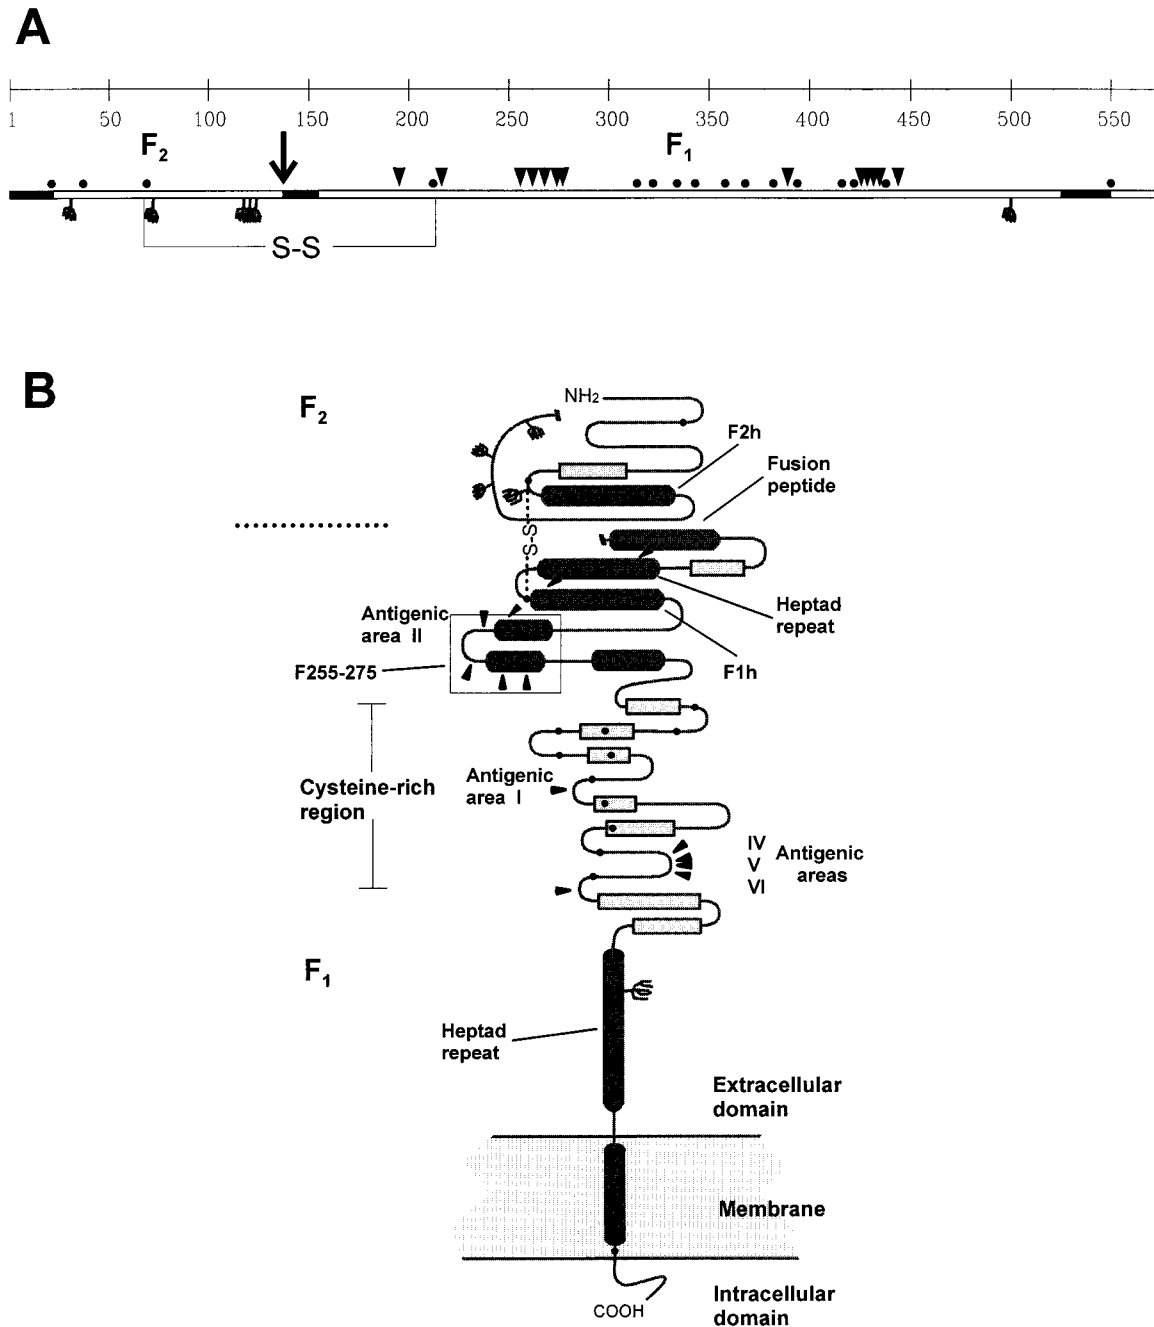 A
1 50 100 150 200 250 300 350 400 450 500 550
F2 F1
S-S
B
NH2
F2
F2h
Fusion
peptide
S-S
Heptad
repeat
Antigenic
area II
F255-275
F1h
Cysteine-rich
region
Antigenic
area I
IV
V
VI
Antigenic
areas
F1
Heptad
repeat
Extracellular
domain
Membrane
COOH
Intracellular
domain